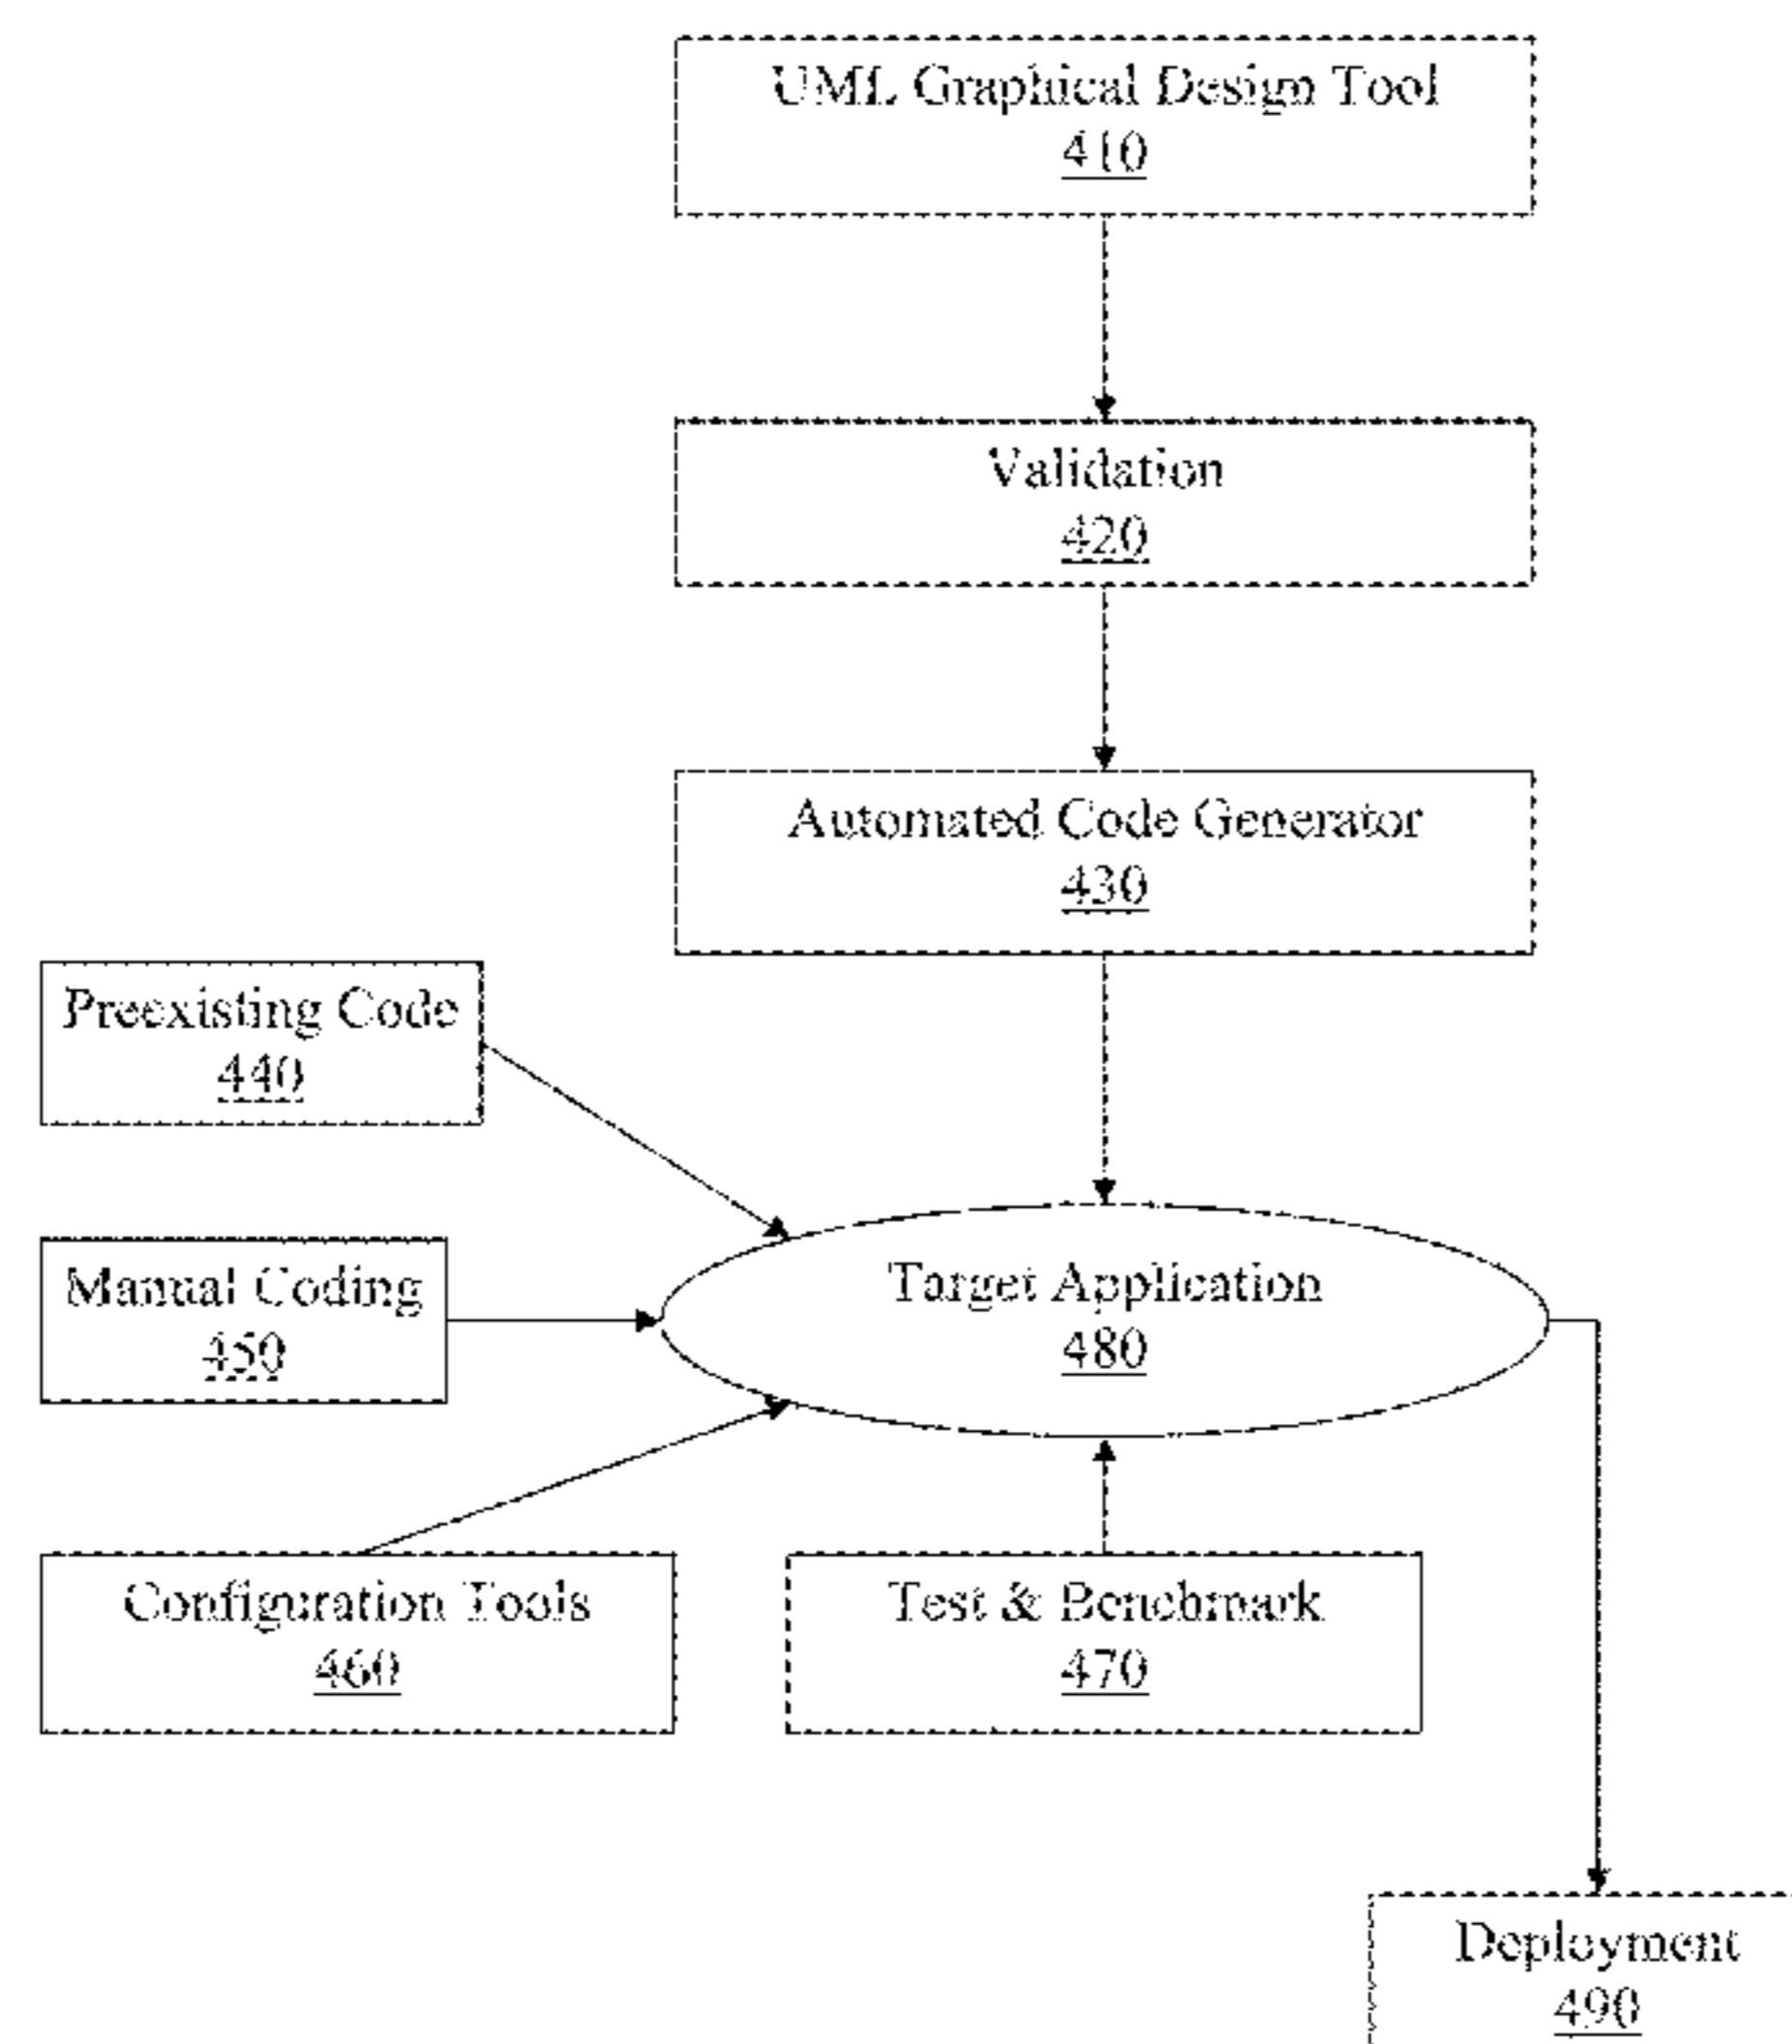 UML Graphical Design Tool
410
Validation
420
Automated Code Generator
430
Preexisting Code
440
Manual Coding
450
Target Application
480
Configuration Tools
460
Test & Benchmark
470
Deployment
490